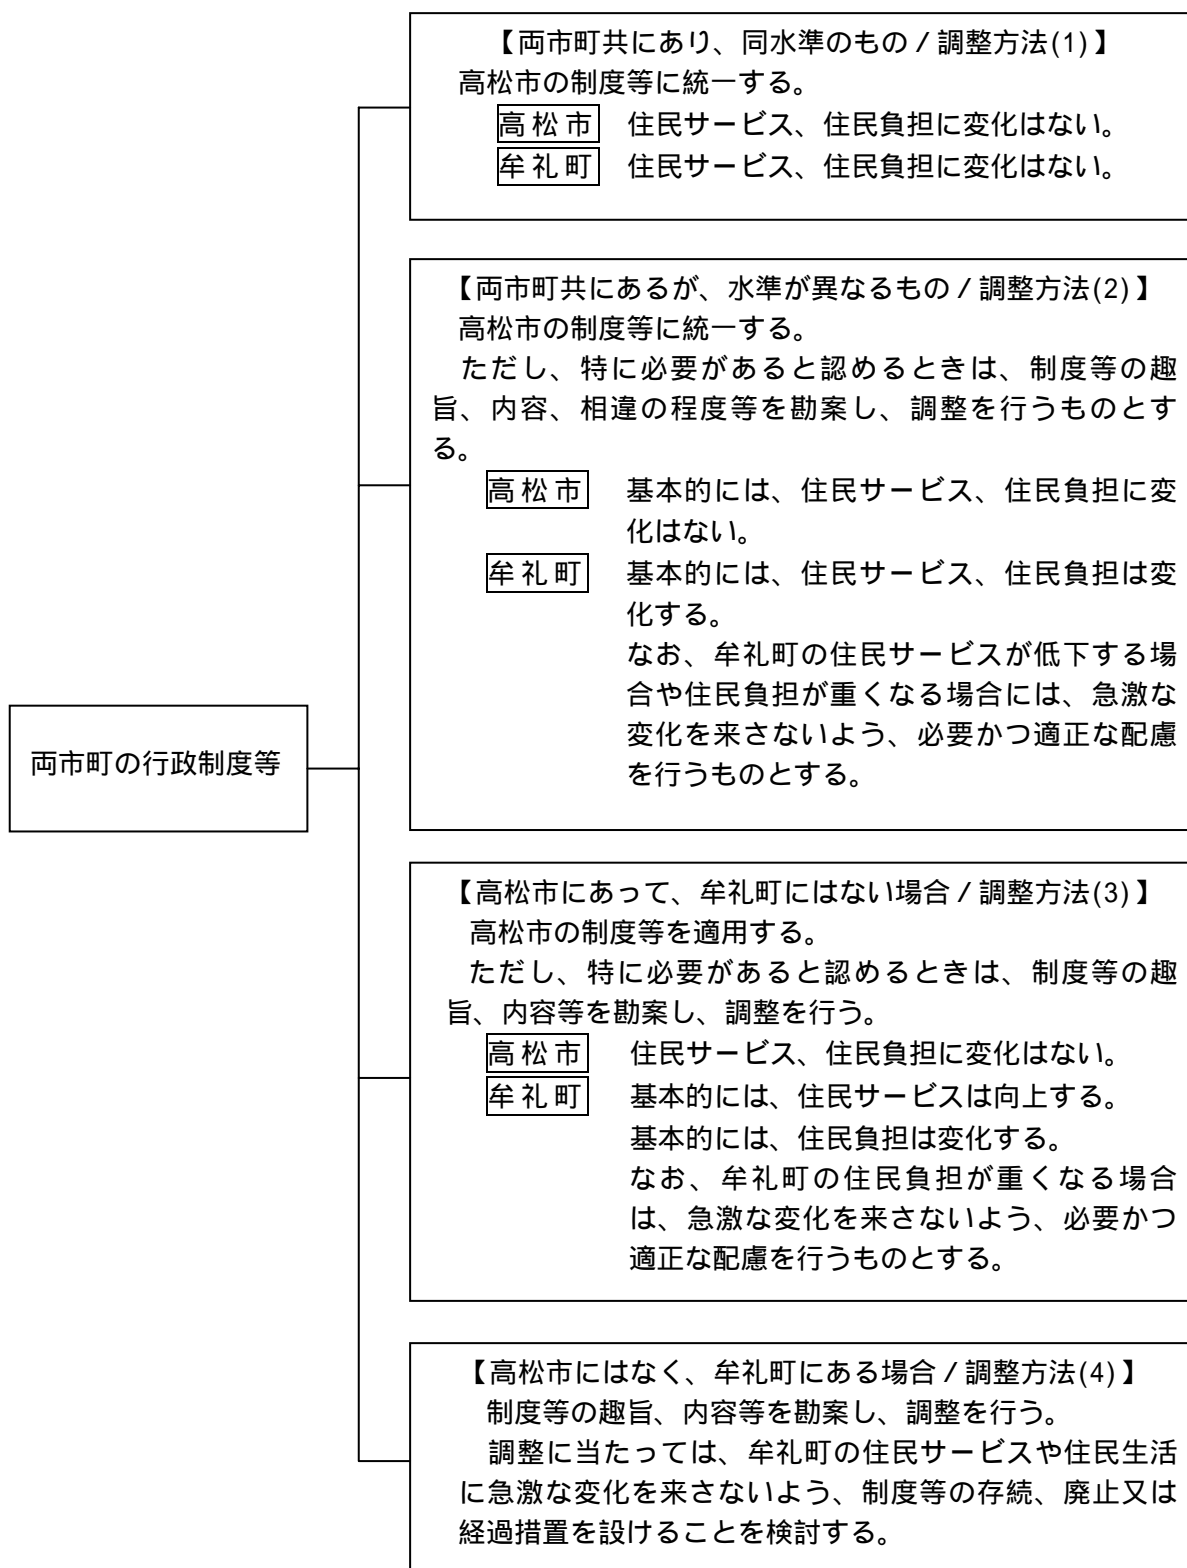 【両市町共にあり、同水準のもの / 調整方法(1)】
高松市の制度等に統一する。
高松市 住民サービス、住民負担に変化はない。
牟礼町 住民サービス、住民負担に変化はない。
【両市町共にあるが、水準が異なるもの / 調整方法(2)】
高松市の制度等に統一する。
ただし、特に必要があると認めるときは、制度等の趣
旨、内容、相違の程度等を勘案し、調整を行うものとす
る。
高松市 基本的には、住民サービス、住民負担に変
化はない。
牟礼町 基本的には、住民サービス、住民負担は変
化する。
なお、牟礼町の住民サービスが低下する場
合や住民負担が重くなる場合には、急激な
変化を来さないよう、必要かつ適正な配慮
を行うものとする。
両市町の行政制度等
【高松市にあって、牟礼町にはない場合 / 調整方法(3)】
高松市の制度等を適用する。
ただし、特に必要があると認めるときは、制度等の趣
旨、内容等を勘案し、調整を行う。
高松市 住民サービス、住民負担に変化はない。
牟礼町 基本的には、住民サービスは向上する。
基本的には、住民負担は変化する。
なお、牟礼町の住民負担が重くなる場合
は、急激な変化を来さないよう、必要かつ
適正な配慮を行うものとする。
【高松市にはなく、牟礼町にある場合 / 調整方法(4)】
制度等の趣旨、内容等を勘案し、調整を行う。
調整に当たっては、牟礼町の住民サービスや住民生活
に急激な変化を来さないよう、制度等の存続、廃止又は
経過措置を設けることを検討する。